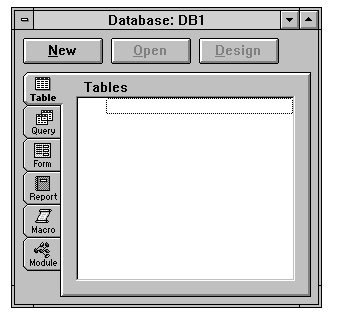 Database: DB1
New Open Design
Tables
Table
Query
Form
Report
Macro
Module